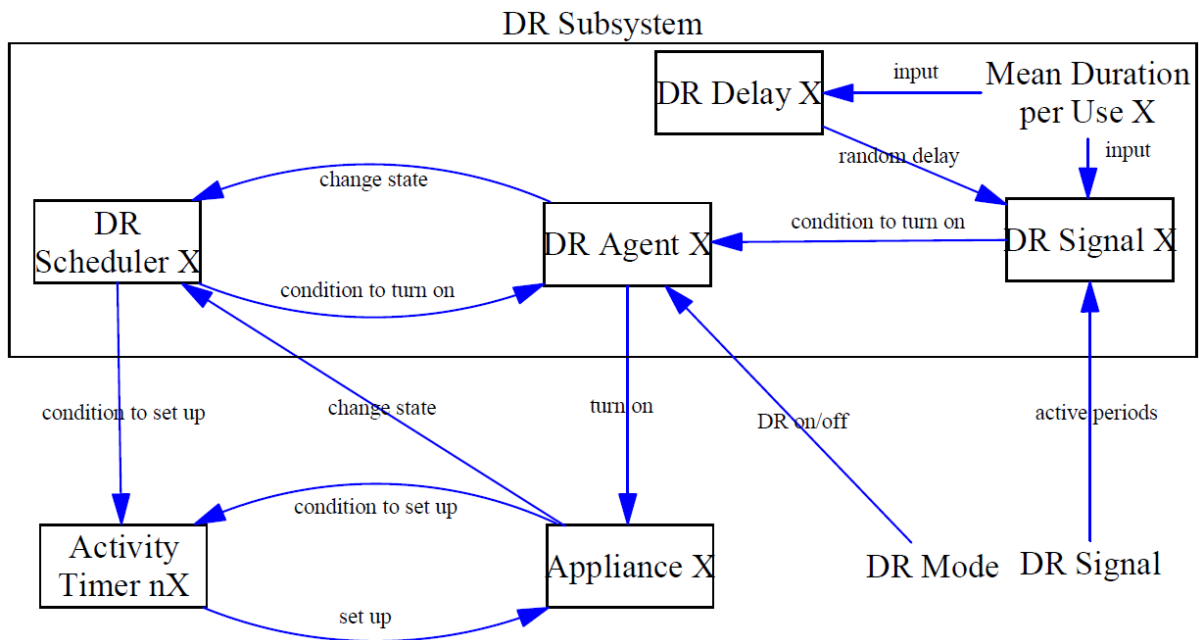 DR Subsystem
DR Delay X
input
Mean Duration
per Use X
random delay
input
change state
DR
Scheduler X
DR Agent X
condition to turn on
DR Signal X
condition to turn on
condition to set up
change state
turn on
DR on/off
active periods
condition to set up
Activity
Timer nX
Appliance X
DR Mode
DR Signal
set up